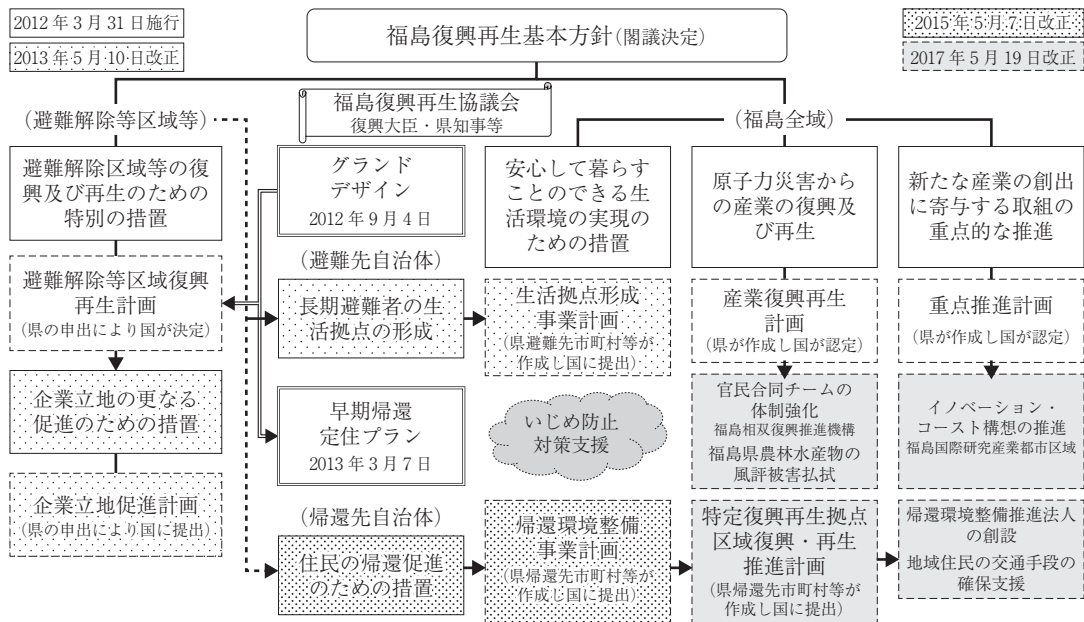 2012年3月31日施行
2013年5月10日改正
福島復興再生基本方針(閣議決定)
2015年5月7日改正
2017年5月19日改正
(避難解除等区域等)
福島復興再生協議会
復興大臣・県知事等
(福島全域)
避難解除区域等の復
興及び再生のための
特別の措置
グランド
デザイン
2012年9月4日
安心して暮らす
ことのできる生
活環境の実現の
ための措置
原子力災害から
の産業の復興及
び再生
新たな産業の創出
に寄与する取組の
重点的な推進
避難解除等区域復興
再生計画
(県の申出により国が決定)
(避難先自治体)
長期避難者の生
活拠点の形成
生活拠点形成
事業計画
(県避難先市町村等が
作成し国に提出)
産業復興再生
計画
(県が作成し国が認定)
重点推進計画
(県が作成し国が認定)
企業立地の更なる
促進のための措置
早期帰還
定住プラン
2013年3月7日
いじめ防止
対策支援
官民合同チームの
体制強化
福島相双復興推進機構
福島県農林水産物の
風評被害払拭
イノベーション・
コースト構想の推進
福島国際研究産業都市区域
企業立地促進計画
(県の申出により国に提出)
(帰還先自治体)
住民の帰還促進
のための措置
帰還環境整備
事業計画
(県帰還先市町村等が
作成し国に提出)
特定復興再生拠点
区域復興・再生
推進計画
(県帰還先市町村等が
作成し国に提出)
帰還環境整備推進法人
の創設
地域住民の交通手段の
確保支援